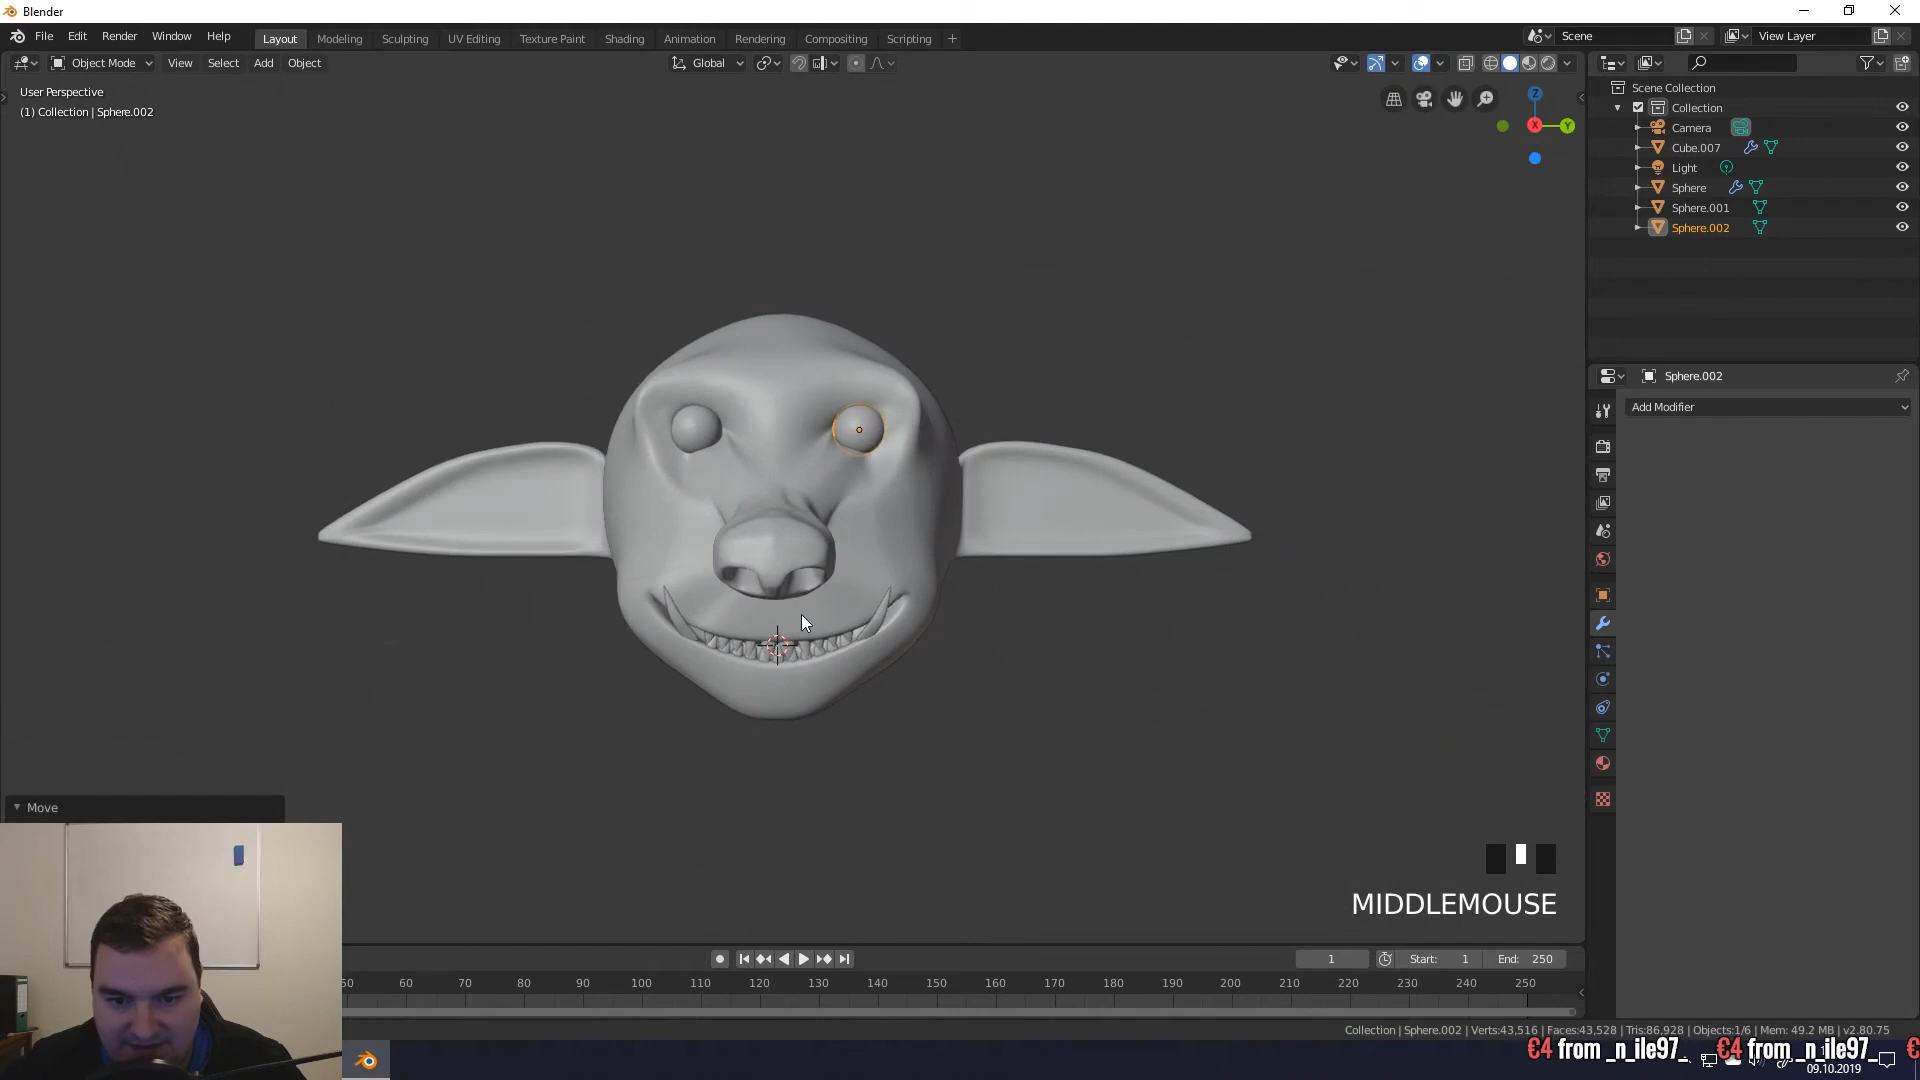 Blender
File Edit Render Window Help Layout Modeling Sculpting UV Editing Texture Paint Shading Animation Rendering Compositing Scripting + Scene View Layer
Object Mode View Select Add Object Global
User Perspective
(1) Collection | Sphere.002
Z
X Y
Scene Collection
Collection
Camera
Cube.007
Light
Sphere
Sphere.001
Sphere.002
Sphere.002
Add Modifier
Move
MIDDLEMOUSE
1 Start: 1 End: 250
50 60 70 80 90 100 110 120 130 140 150 160 170 180 190 200 210 220 230 240 250
Collection | Sphere.002 | Verts:43,516 | Faces:43,528 | Tris:86,928 | Objects:1/6 | Mem: 49.2 MB | v2.80.75
€4 from _n_ile97_ €4 from _n_ile97_
09.10.2019